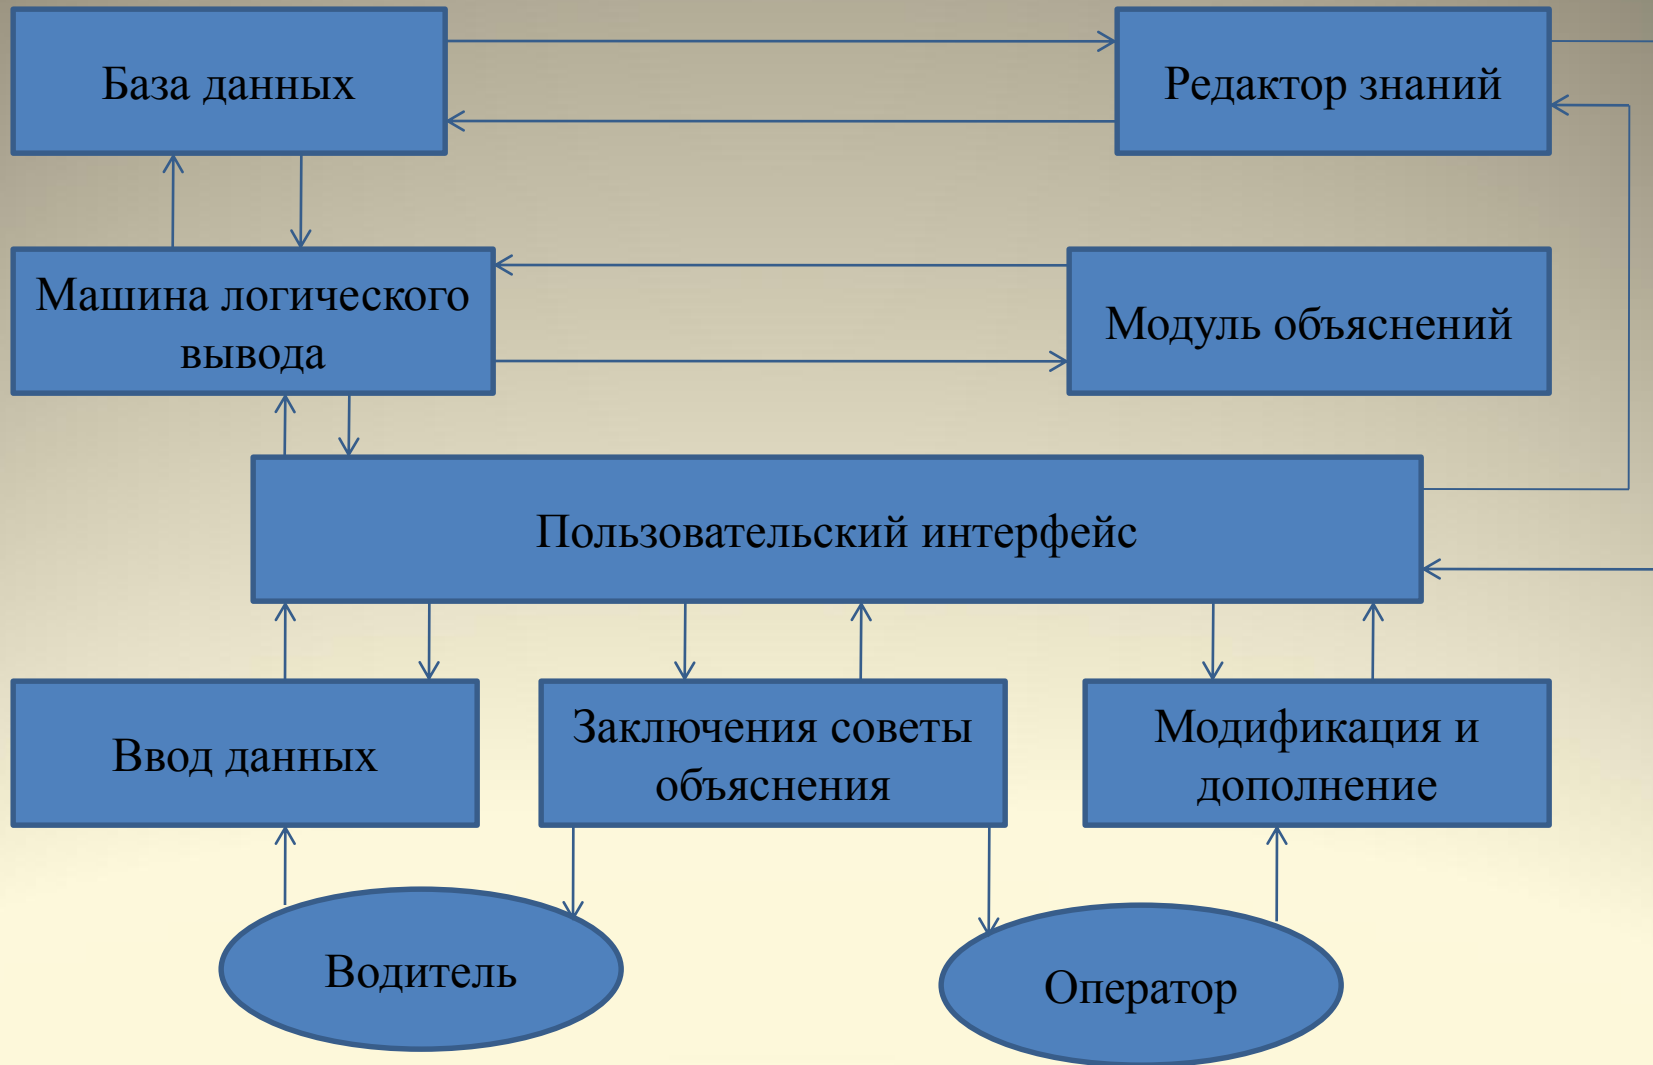 База данных
Редактор знаний
Машина логического
вывода
Модуль объяснений
Пользовательский интерфейс
Ввод данных
Заключения советы
объяснения
Модификация и
дополнение
Водитель
Оператор